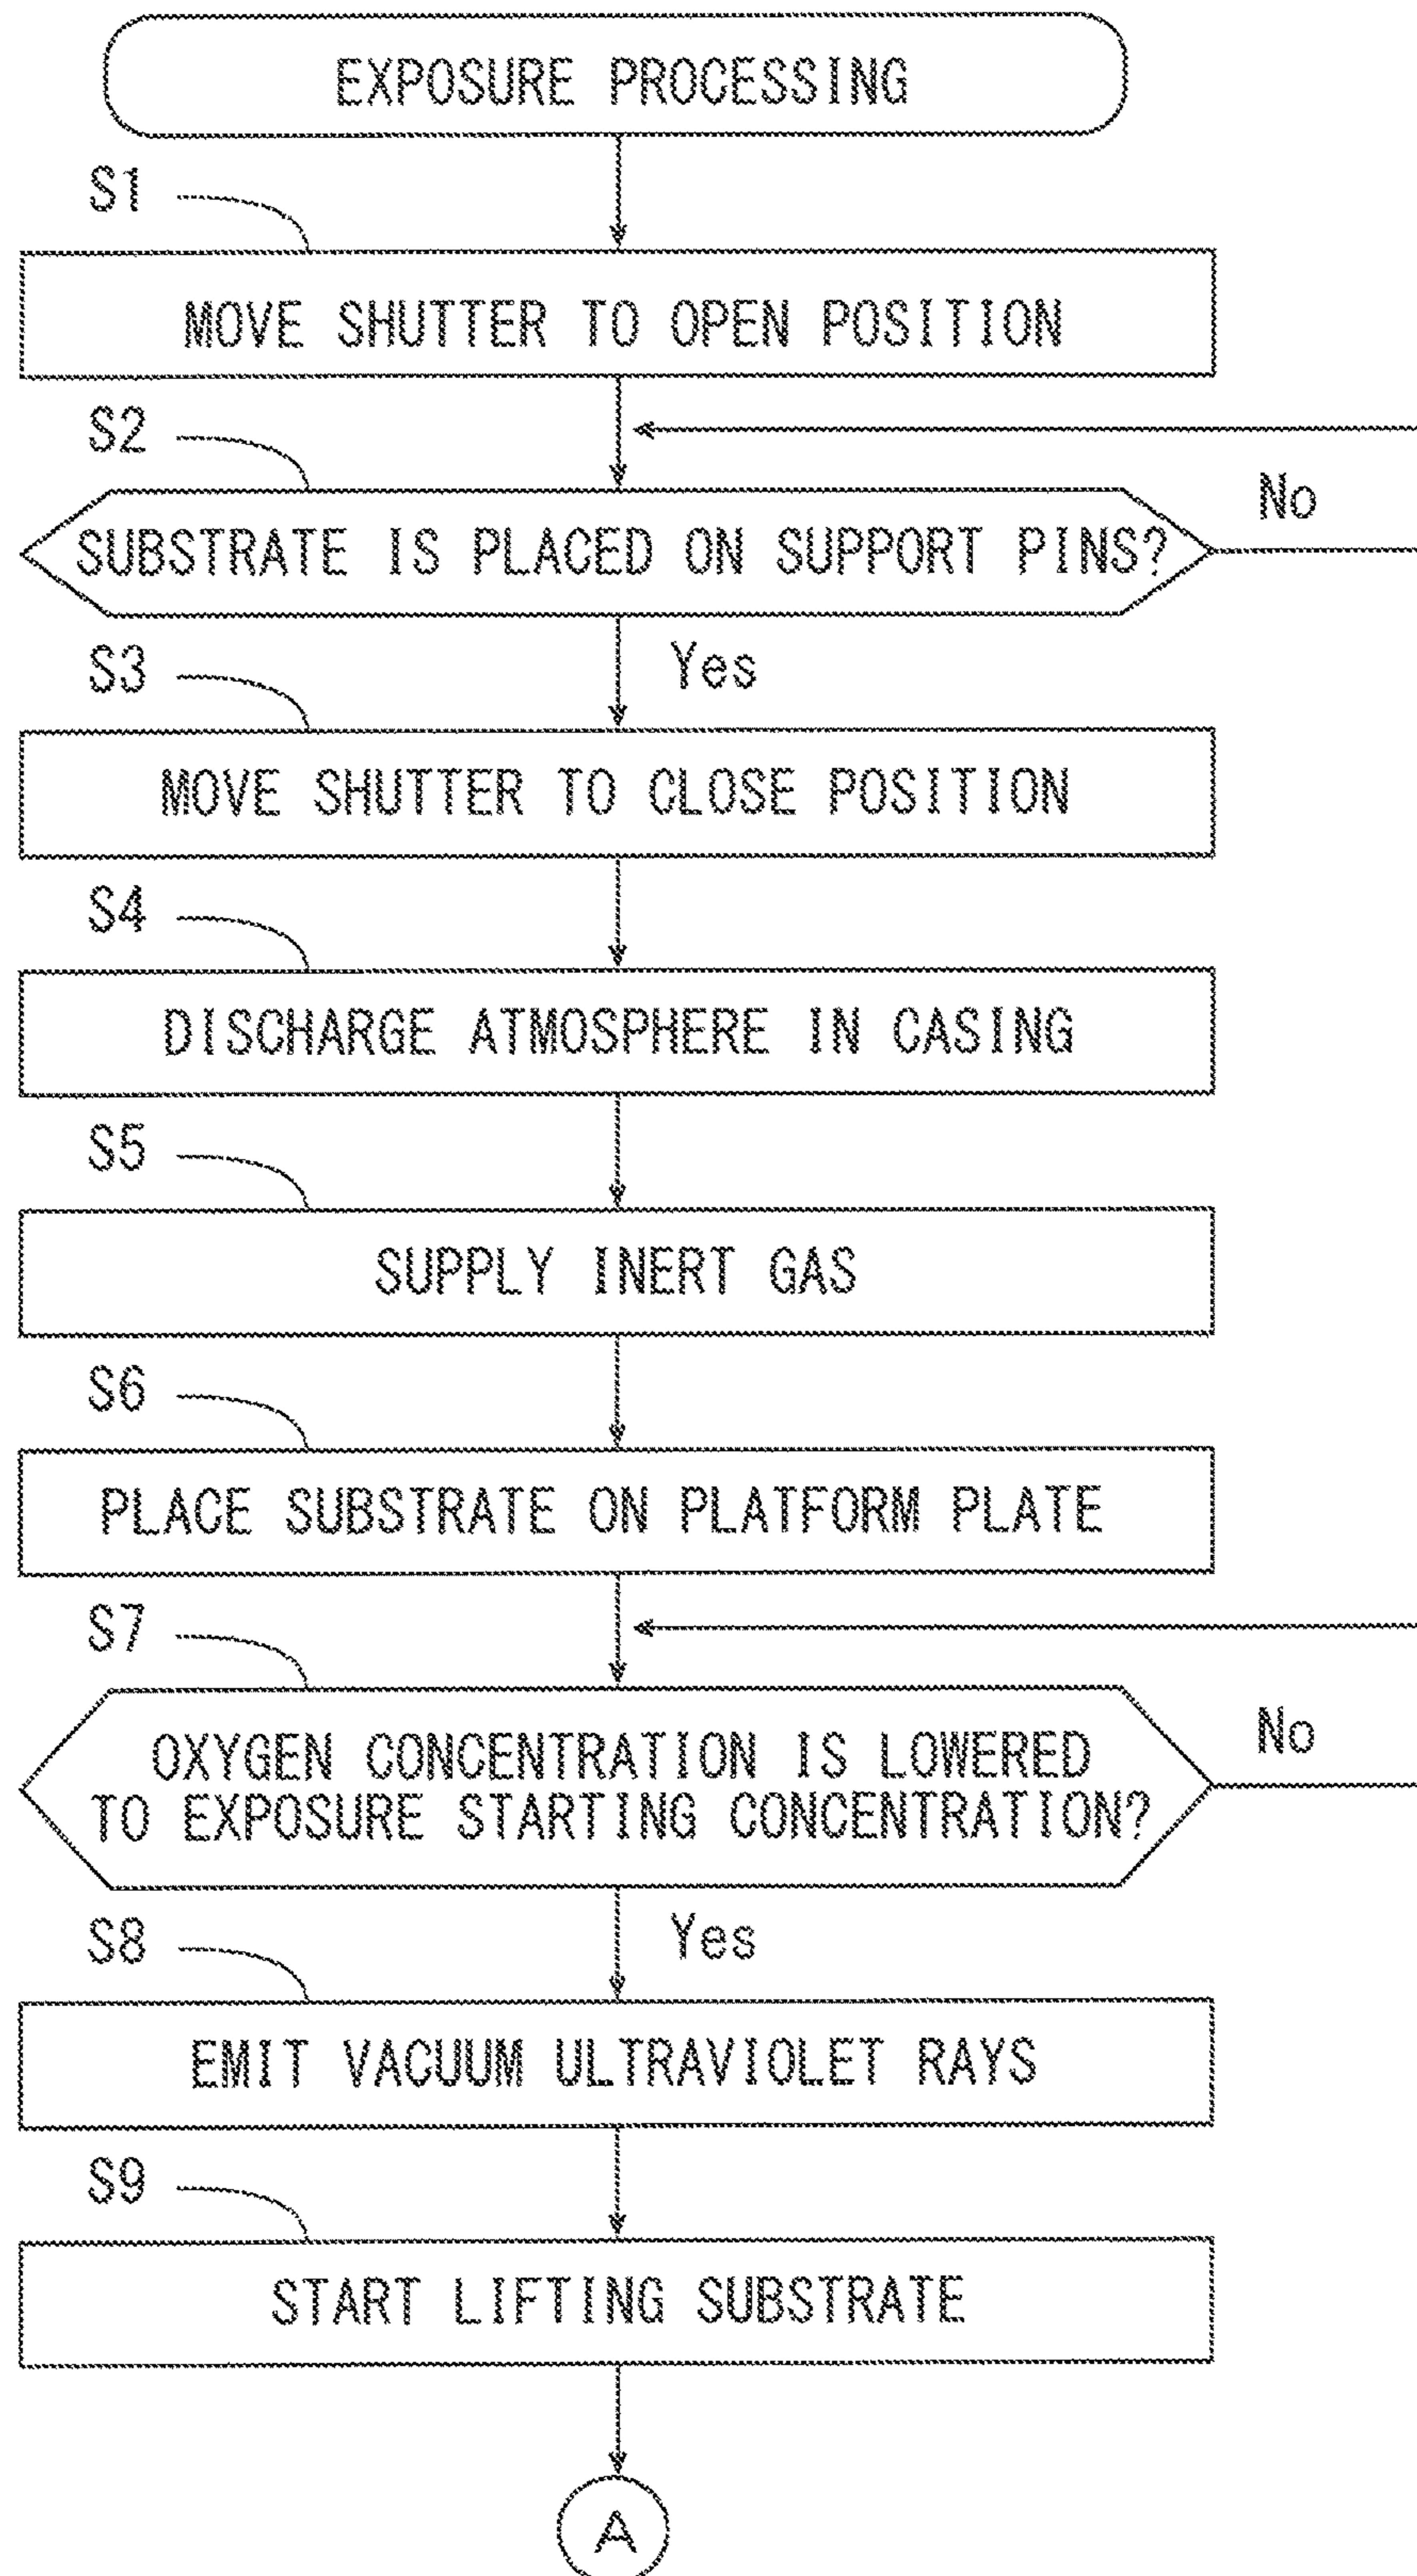 EXPOSURE PROCESSING
S1
MOVE SHUTTER TO OPEN POSITION
S2
No
SUBSTRATE IS PLACED ON SUPPORT PINS?
S3
Yes
MOVE SHUTTER TO CLOSE POSITION
S4
DISCHARGE ATMOSPHERE IN CASING
S5
SUPPLY INERT GAS
S6
PLACE SUBSTRATE ON PLATFORM PLATE
S7
No
OXYGEN CONCENTRATION IS LOWERED
TO EXPOSURE STARTING CONCENTRATION?
S8
Yes
EMIT VACUUM ULTRAVIOLET RAYS
S9
START LIFTING SUBSTRATE
A